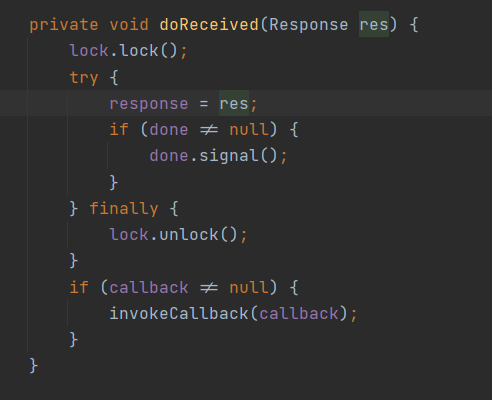 private void doReceived(Response res) {
lock.lock();
try {
response = res;
if (done ≠ null) {
done.signal();
}
} finally {
lock.unlock();
}
if (callback ≠ null) {
invokeCallback(callback);
}
}